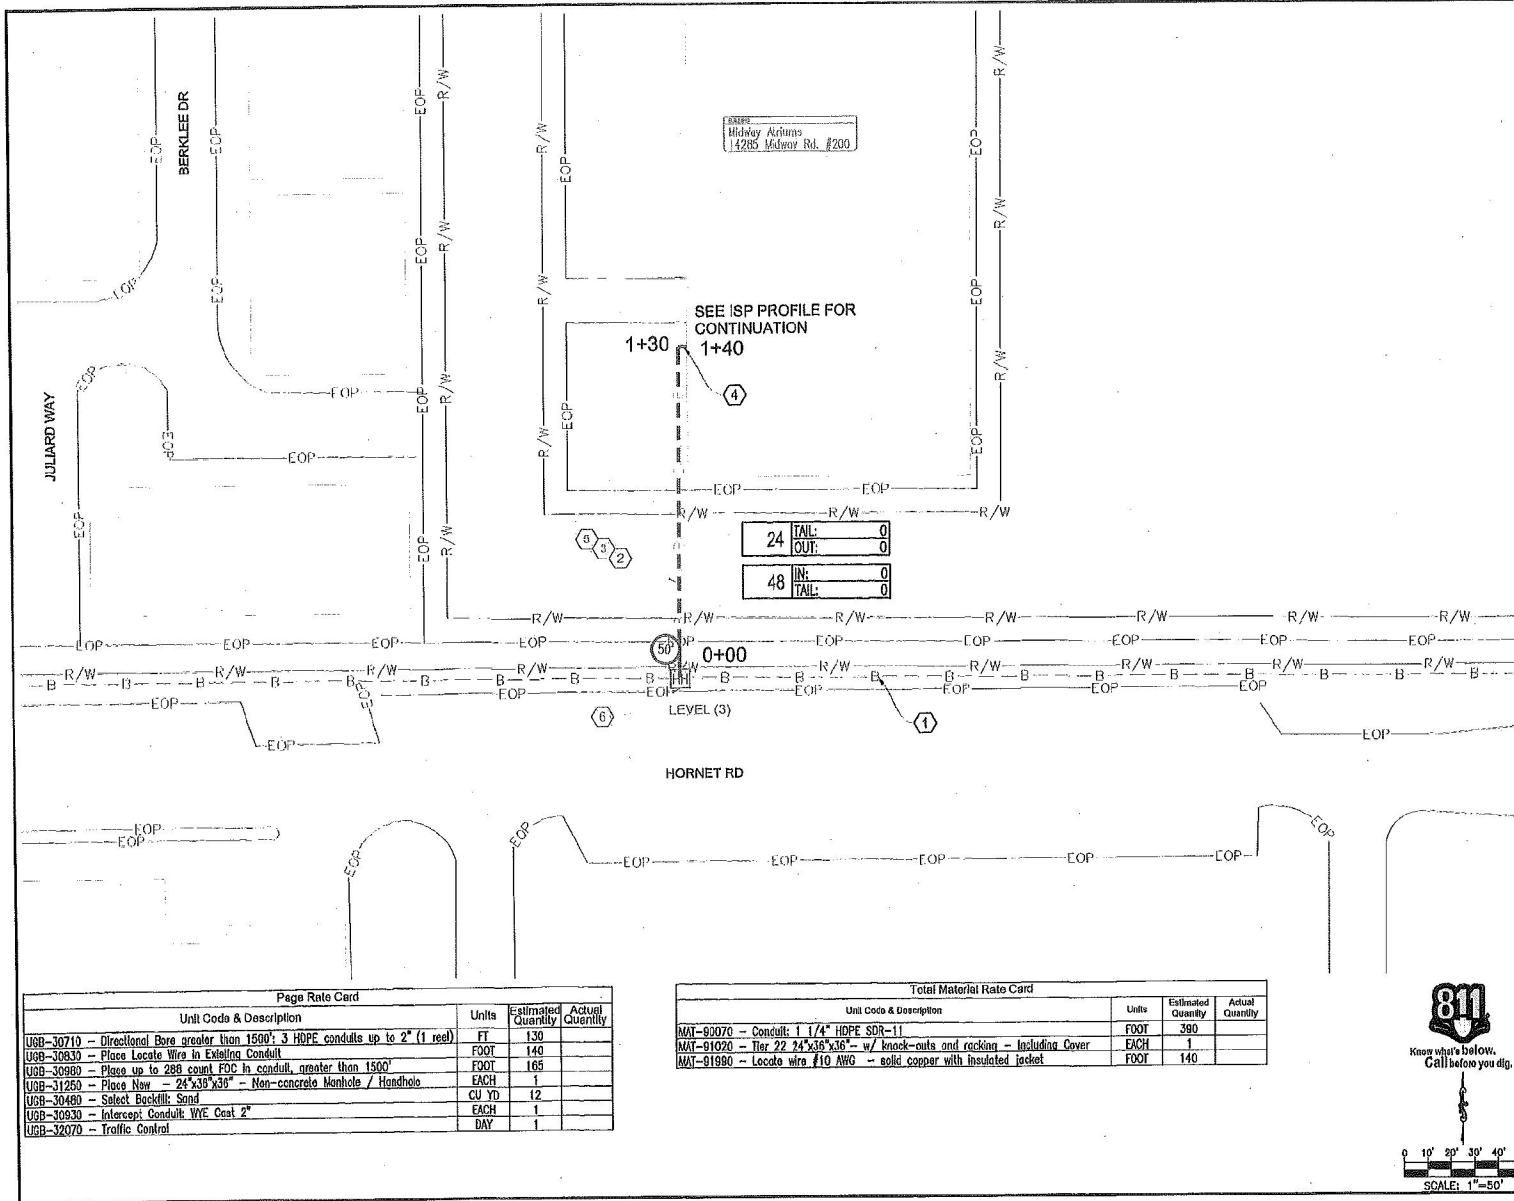 BERKLEE DR
JULIARD WAY
EOP
R/W
Midway Atriums
14285 Midway Rd. #200
SEE ISP PROFILE FOR
CONTINUATION
1+30 1+40
4
24 TAIL: 0
OUT: 0
48 IN: 0
TAIL: 0
5
3
2
50'
0+00
B
HH
LEVEL (3)
6
1
HORNET RD
Page Rate Card
Unit Code & Description Units Estimated Quantity Actual Quantity
UGB-30710 - Directional Bore greater than 1500'; 3 HDPE conduits up to 2" (1 reel) FT 130
UGB-30830 - Place Locate Wire in Existing Conduit FOOT 140
UGB-30980 - Place up to 288 count FOC in conduit, greater than 1500' FOOT 165
UGB-31250 - Place New - 24"x36"x36" - Non-concrete Manhole / Handhole EACH 1
UGB-30480 - Select Backfill: Sand CU YD 12
UGB-30930 - Intercept Conduit: WYE Cast 2" EACH 1
UGB-32070 - Traffic Control DAY 1
Total Material Rate Card
Unit Code & Description Units Estimated Quantity Actual Quantity
MAT-90070 - Conduit: 1 1/4" HDPE SDR-11 FOOT 390
MAT-91020 - Tier 22 24"x36"x36" - w/ knock-outs and racking - Including Cover EACH 1
MAT-91990 - Locate wire #10 AWG - solid copper with insulated jacket FOOT 140
811
Know what's below.
Call before you dig.
0 10' 20' 30' 40'
SCALE: 1"=50'